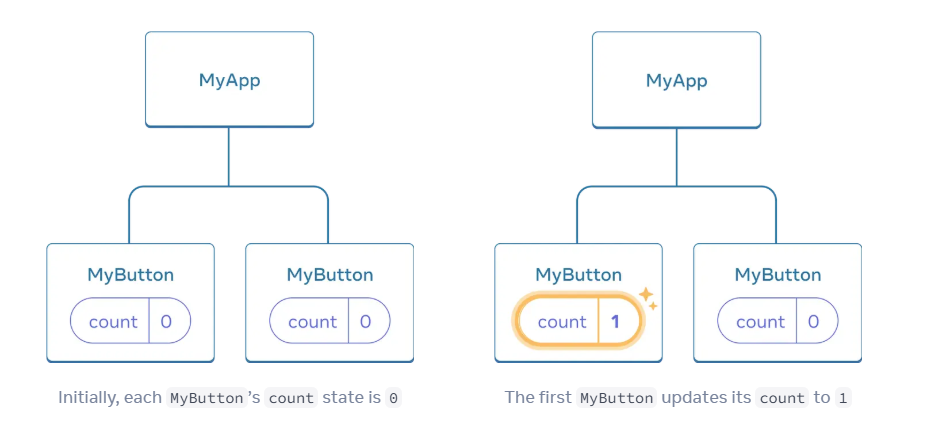 MyApp
MyButton
count 0
MyButton
count 0
Initially, each MyButton's count state is 0
MyApp
MyButton
count 1
MyButton
count 0
The first MyButton updates its count to 1